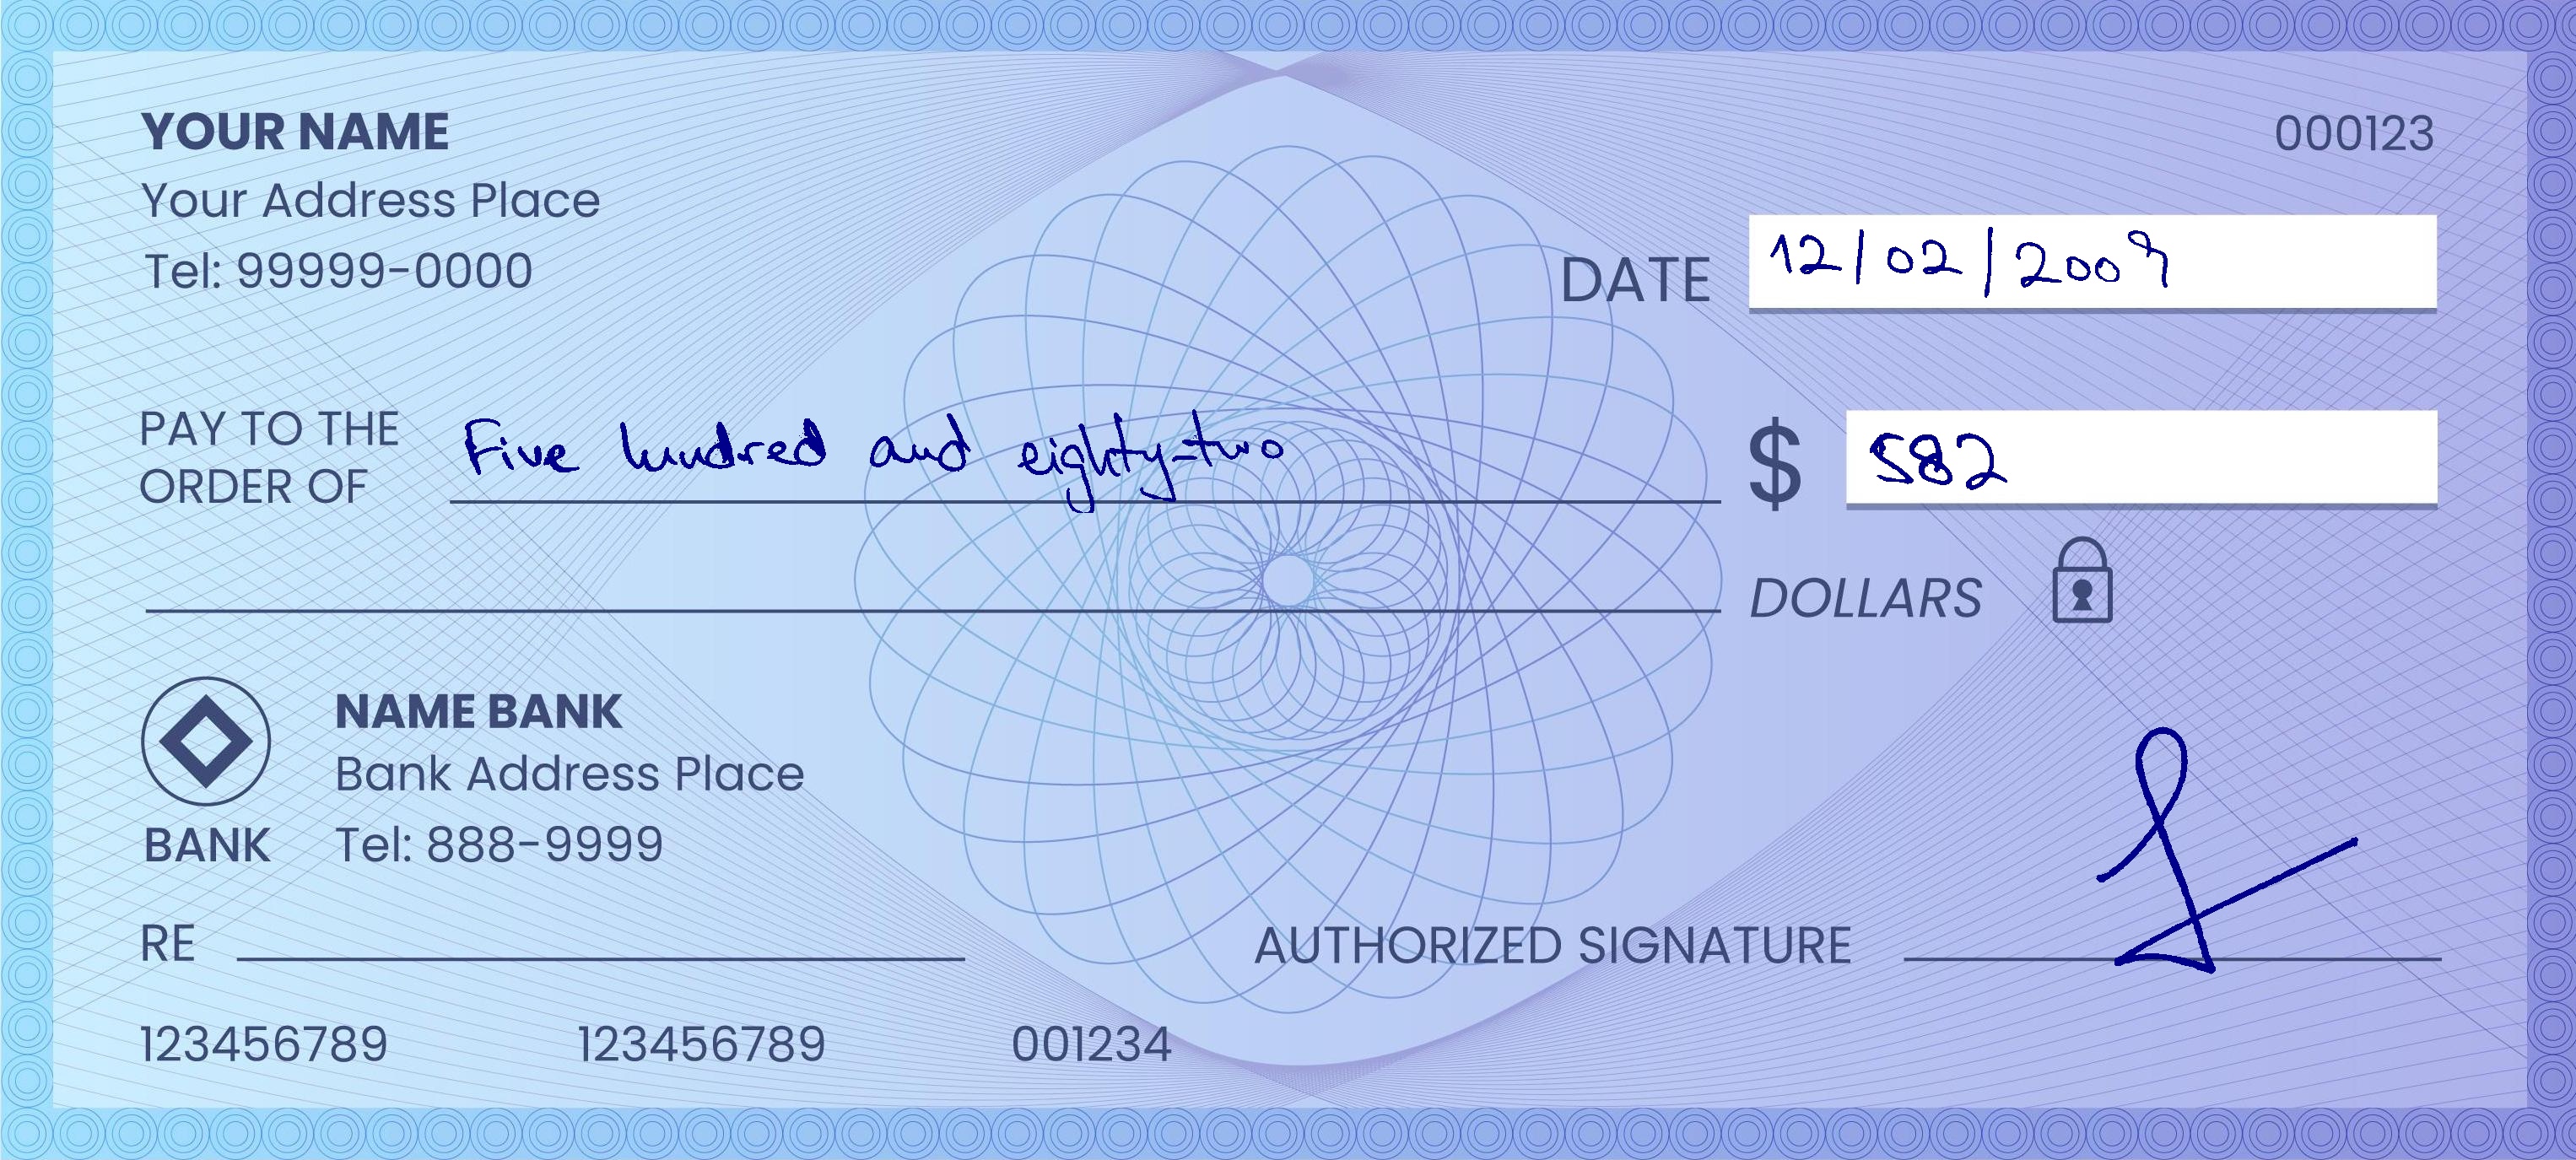 YOUR NAME
000123
Your Address Place
Tel: 99999-0000
DATE 12/02/2009
PAY TO THE
ORDER OF Five hundred and eighty-two $ 582
DOLLARS
NAME BANK
Bank Address Place
BANK Tel: 888-9999
RE
AUTHORIZED SIGNATURE
123456789 123456789 001234